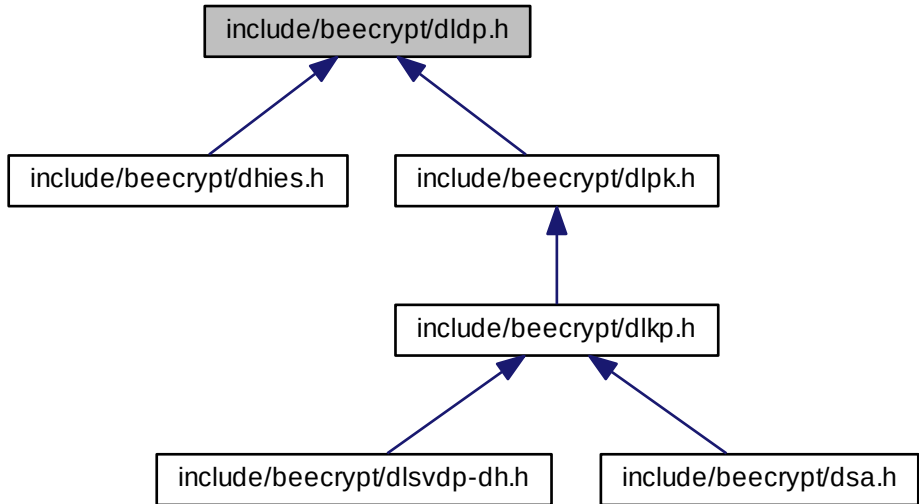 include/beecrypt/dldp.h
include/beecrypt/dhies.h
include/beecrypt/dlpk.h
include/beecrypt/dlkp.h
include/beecrypt/dlsvdp-dh.h
include/beecrypt/dsa.h